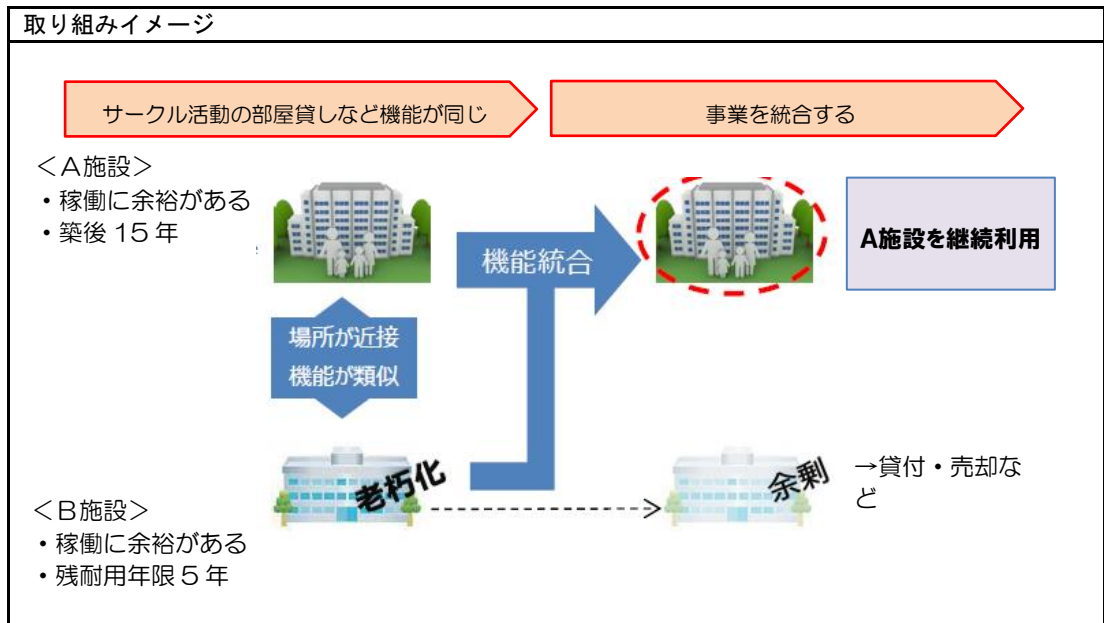 取り組みイメージ
サークル活動の部屋貸しなど機能が同じ
事業を統合する
＜Ａ施設＞
・稼働に余裕がある
・築後 15 年
機能統合
A施設を継続利用
場所が近接
機能が類似
老朽化
余剰
→貸付・売却な
ど
＜Ｂ施設＞
・稼働に余裕がある
・残耐用年限 5 年